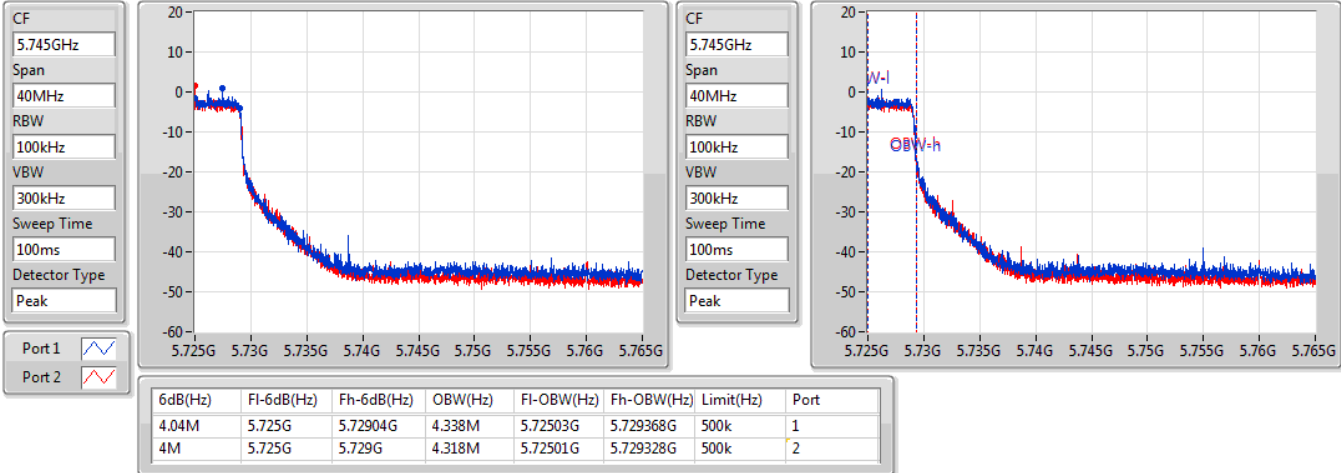 CF
5.745GHz
Span
40MHz
RBW
100kHz
VBW
300kHz
Sweep Time
100ms
Detector Type
Peak
Port 1
Port 2
20
10
0
-10
-20
-30
-40
-50
-60
5.725G 5.73G 5.735G 5.74G 5.745G 5.75G 5.755G 5.76G 5.765G
CF
5.745GHz
Span
40MHz
RBW
100kHz
VBW
300kHz
Sweep Time
100ms
Detector Type
Peak
20
10
0
-10
-20
-30
-40
-50
-60
W-l
OBW-h
5.725G 5.73G 5.735G 5.74G 5.745G 5.75G 5.755G 5.76G 5.765G
6dB(Hz) Fl-6dB(Hz) Fh-6dB(Hz) OBW(Hz) Fl-OBW(Hz) Fh-OBW(Hz) Limit(Hz) Port
4.04M 5.725G 5.72904G 4.338M 5.72503G 5.729368G 500k 1
4M 5.725G 5.729G 4.318M 5.72501G 5.729328G 500k 2